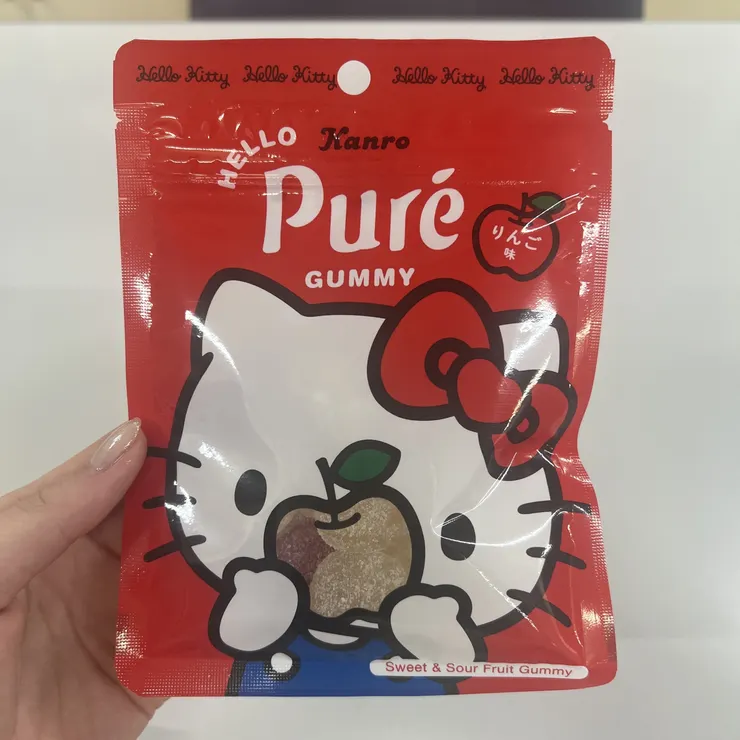 Hello Kitty Hello Kitty Hello Kitty Hello Kitty
HELLO
Kanro
Puré
GUMMY
りんご
味
Sweet & Sour Fruit Gummy